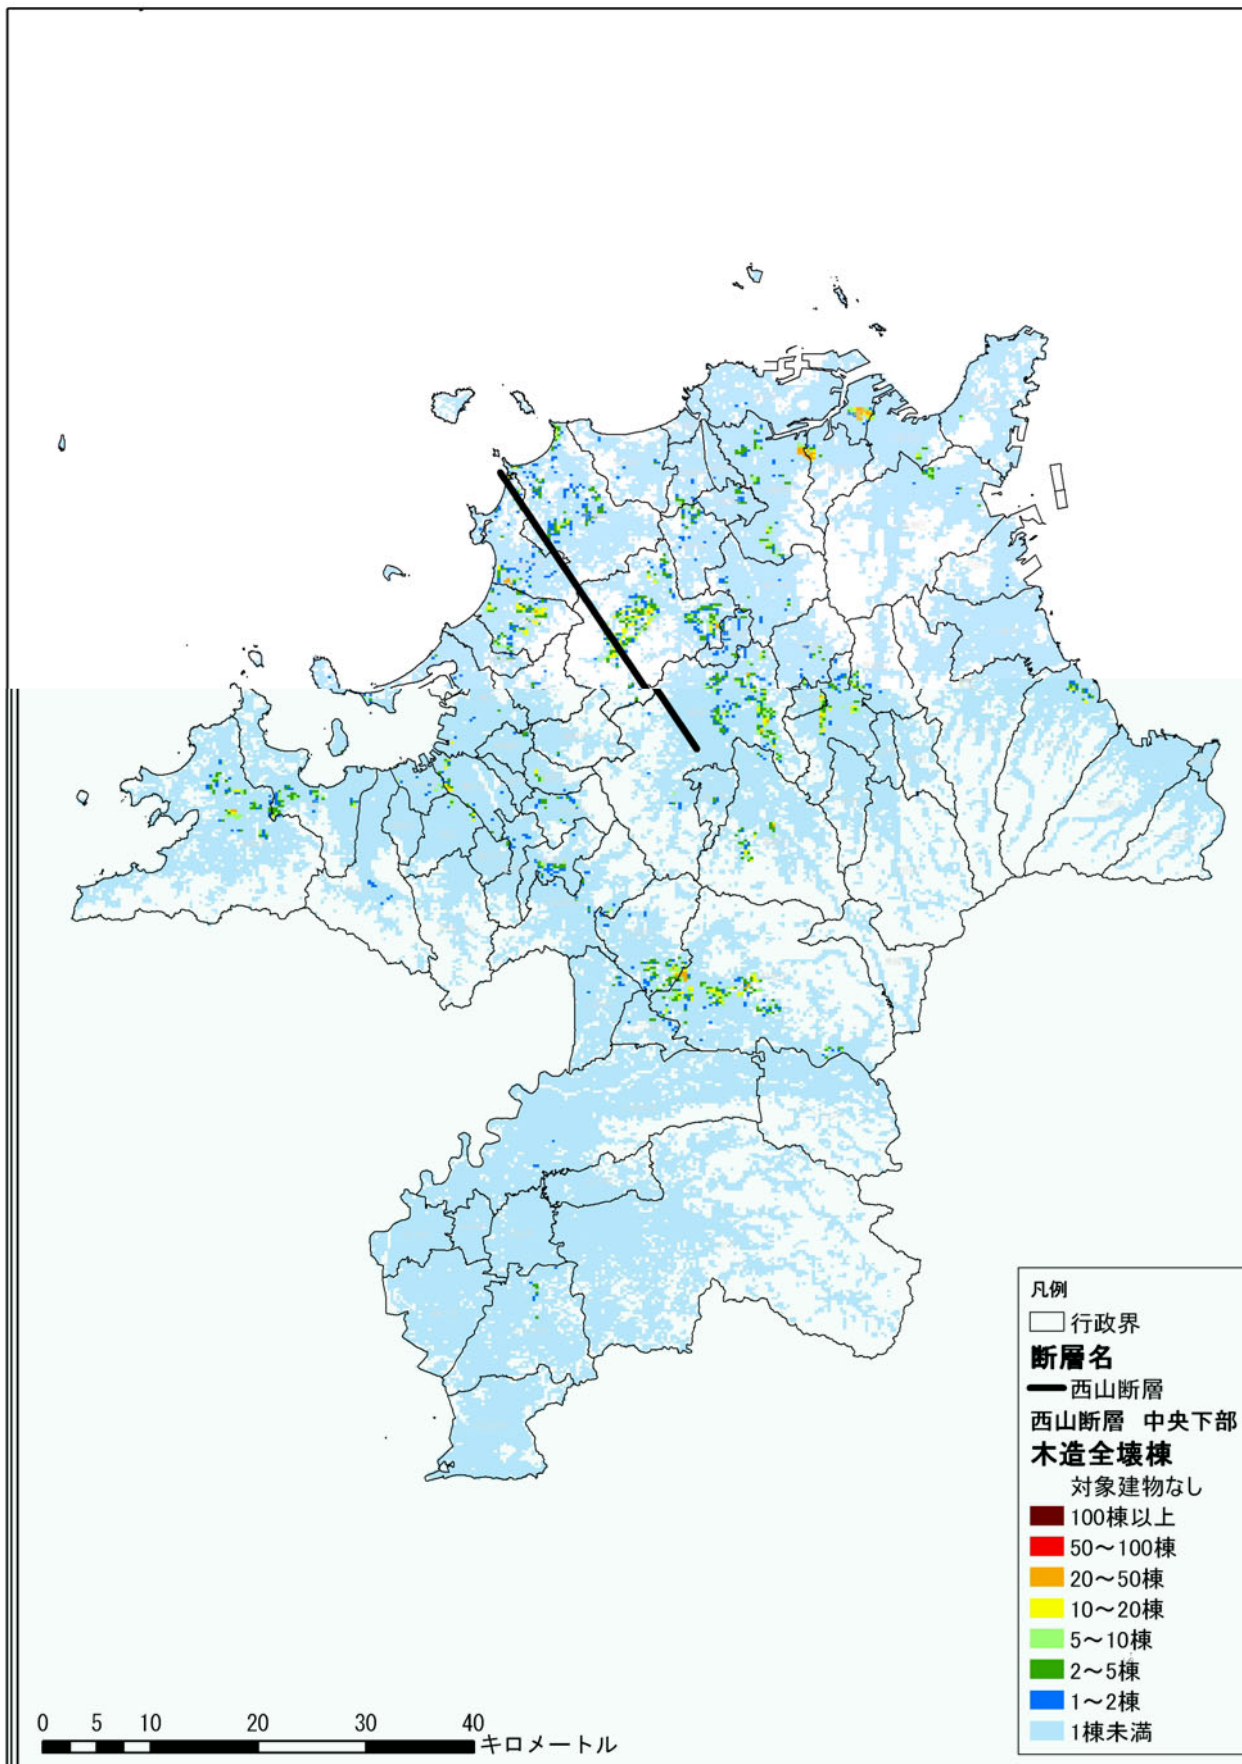 凡例
行政界
断層名
西山断層
西山断層 中央下部
木造全壊棟
対象建物なし
100棟以上
50～100棟
20～50棟
10～20棟
5～10棟
2～5棟
1～2棟
1棟未満
0 5 10 20 30 40
キロメートル